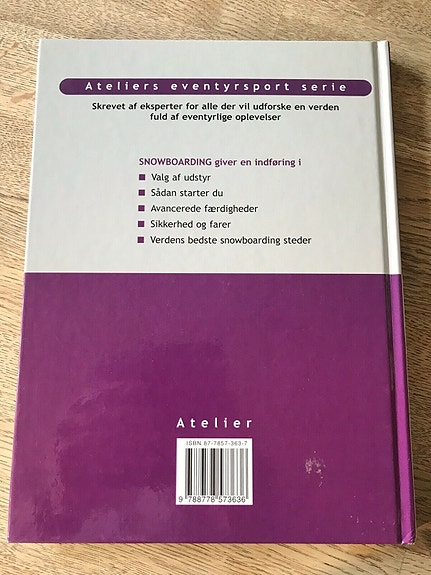 Ateliers eventyrsport serie
Skrevet af eksperter for alle der vil udforske en verden
fuld af eventyrlige oplevelser
SNOWBOARDING giver en indføring i
Valg af udstyr
Sådan starter du
Avancerede færdigheder
Sikkerhed og farer
Verdens bedste snowboarding steder
Atelier
ISBN 87-7857-363-7
9 788778 573636